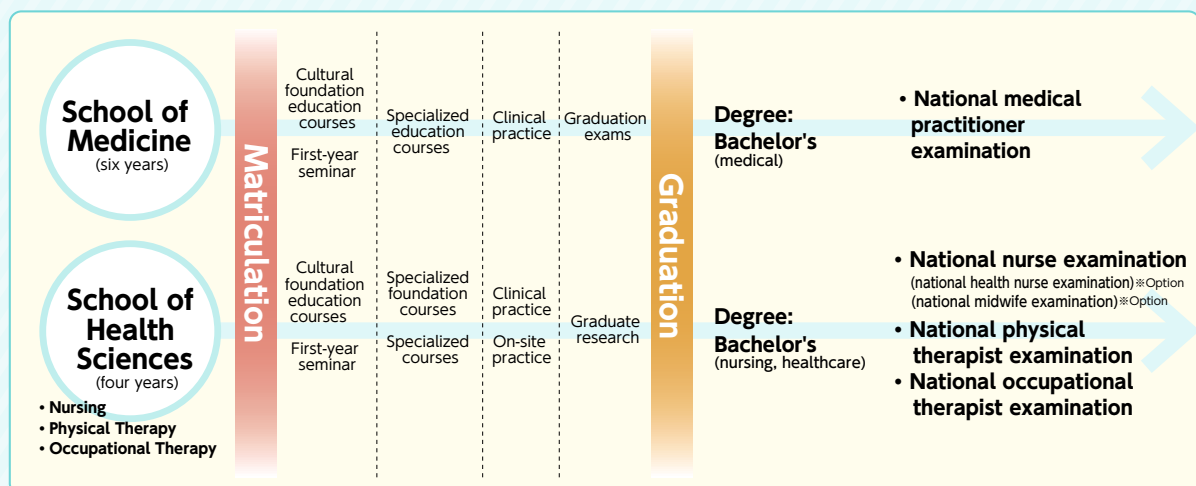 School of
Medicine
(six years)
Matriculation
Cultural
foundation
education
courses
First-year
seminar
Specialized
education
courses
Clinical
practice
Graduation
exams
Graduation
Degree:
Bachelor's
(medical)
• National medical
practitioner
examination
School of
Health
Sciences
(four years)
• Nursing
• Physical Therapy
• Occupational Therapy
Cultural
foundation
education
courses
First-year
seminar
Specialized
foundation
courses
Specialized
courses
Clinical
practice
On-site
practice
Graduate
research
Degree:
Bachelor's
(nursing, healthcare)
• National nurse examination
(national health nurse examination)※Option
(national midwife examination)※Option
• National physical
therapist examination
• National occupational
therapist examination